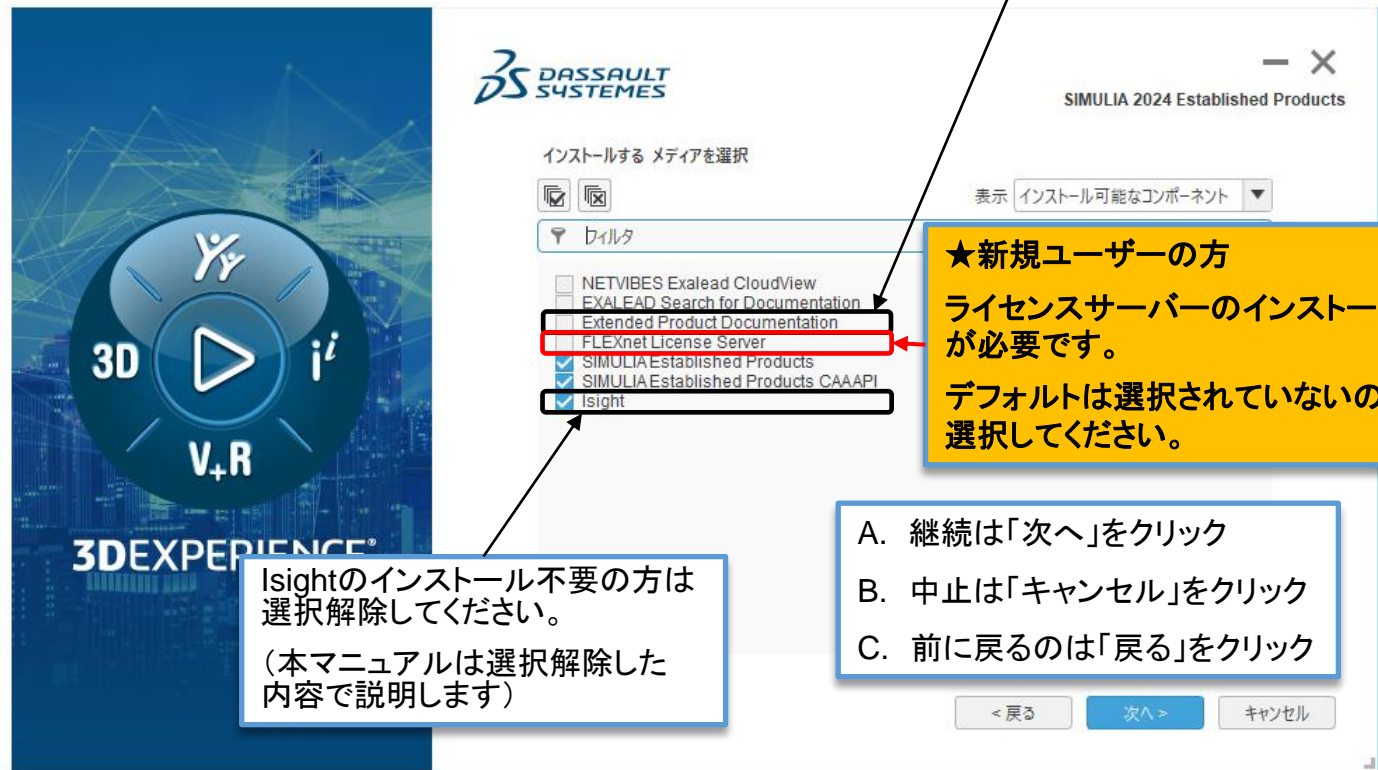 DASSAULT
SYSTEMES
SIMULIA 2024 Established Products
インストールする メディアを選択
表示 インストール可能なコンポーネント
フィルタ
NETVIBES Exalead CloudView
EXALEAD Search for Documentation
Extended Product Documentation
FLEXnet License Server
SIMULIA Established Products
SIMULIA Established Products CAAAPI
Isight
★新規ユーザーの方
ライセンスサーバーのインストー
が必要です。
デフォルトは選択されていないの
選択してください。
3D
i
V+R
3DEXPERIENCE®
Isightのインストール不要の方は
選択解除してください。
（本マニュアルは選択解除した
内容で説明します）
A. 継続は「次へ」をクリック
B. 中止は「キャンセル」をクリック
C. 前に戻るのは「戻る」をクリック
< 戻る
次へ >
キャンセル